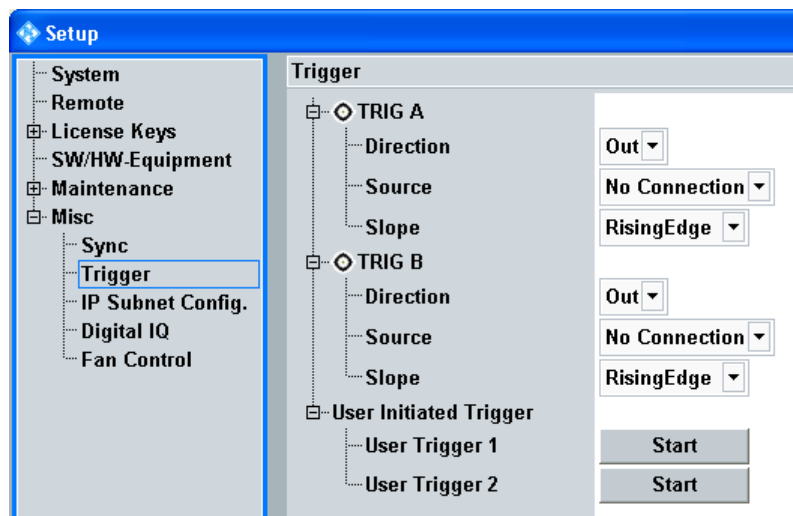 Setup
System
Remote
License Keys
SW/HW-Equipment
Maintenance
Misc
Sync
Trigger
IP Subnet Config.
Digital IQ
Fan Control
Trigger
TRIG A
Direction Out
Source No Connection
Slope RisingEdge
TRIG B
Direction Out
Source No Connection
Slope RisingEdge
User Initiated Trigger
User Trigger 1 Start
User Trigger 2 Start